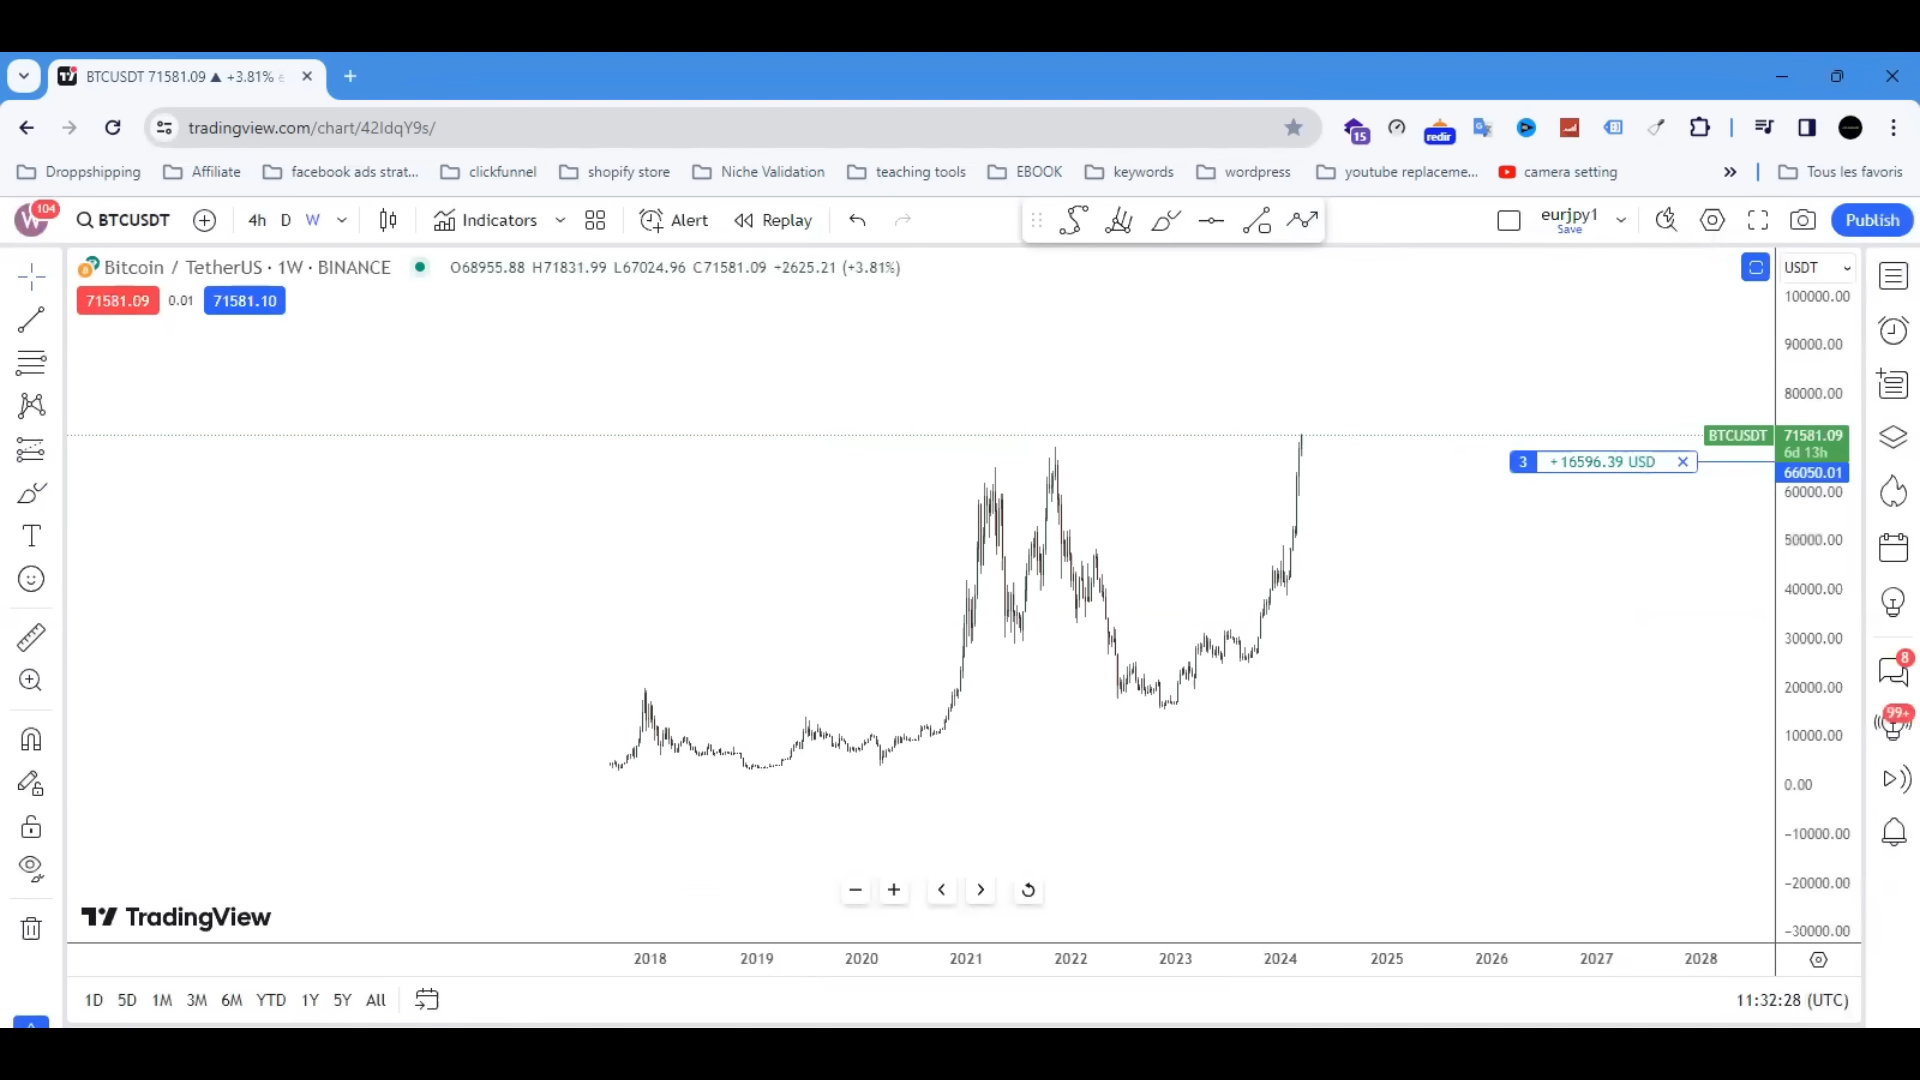 BTCUSDT 71581.09 ▲ +3.81%
tradingview.com/chart/42IdqY9s/
15
redir
Droppshipping
Affiliate
facebook ads strat...
clickfunnel
shopify store
Niche Validation
teaching tools
EBOOK
keywords
wordpress
youtube replaceme...
camera setting
»
Tous les favoris
W
104
BTCUSDT
4h
D
W
Indicators
Alert
Replay
eurjpy1
Save
Publish
Bitcoin / TetherUS · 1W · BINANCE
O68955.88 H71831.99 L67024.96 C71581.09 +2625.21 (+3.81%)
USDT
71581.09
0.01
71581.10
100000.00
90000.00
80000.00
BTCUSDT
71581.09
6d 13h
3
+16596.39 USD
66050.01
60000.00
50000.00
40000.00
30000.00
20000.00
10000.00
0.00
−10000.00
−20000.00
−30000.00
8
99+
TradingView
2018
2019
2020
2021
2022
2023
2024
2025
2026
2027
2028
1D
5D
1M
3M
6M
YTD
1Y
5Y
All
11:32:28 (UTC)